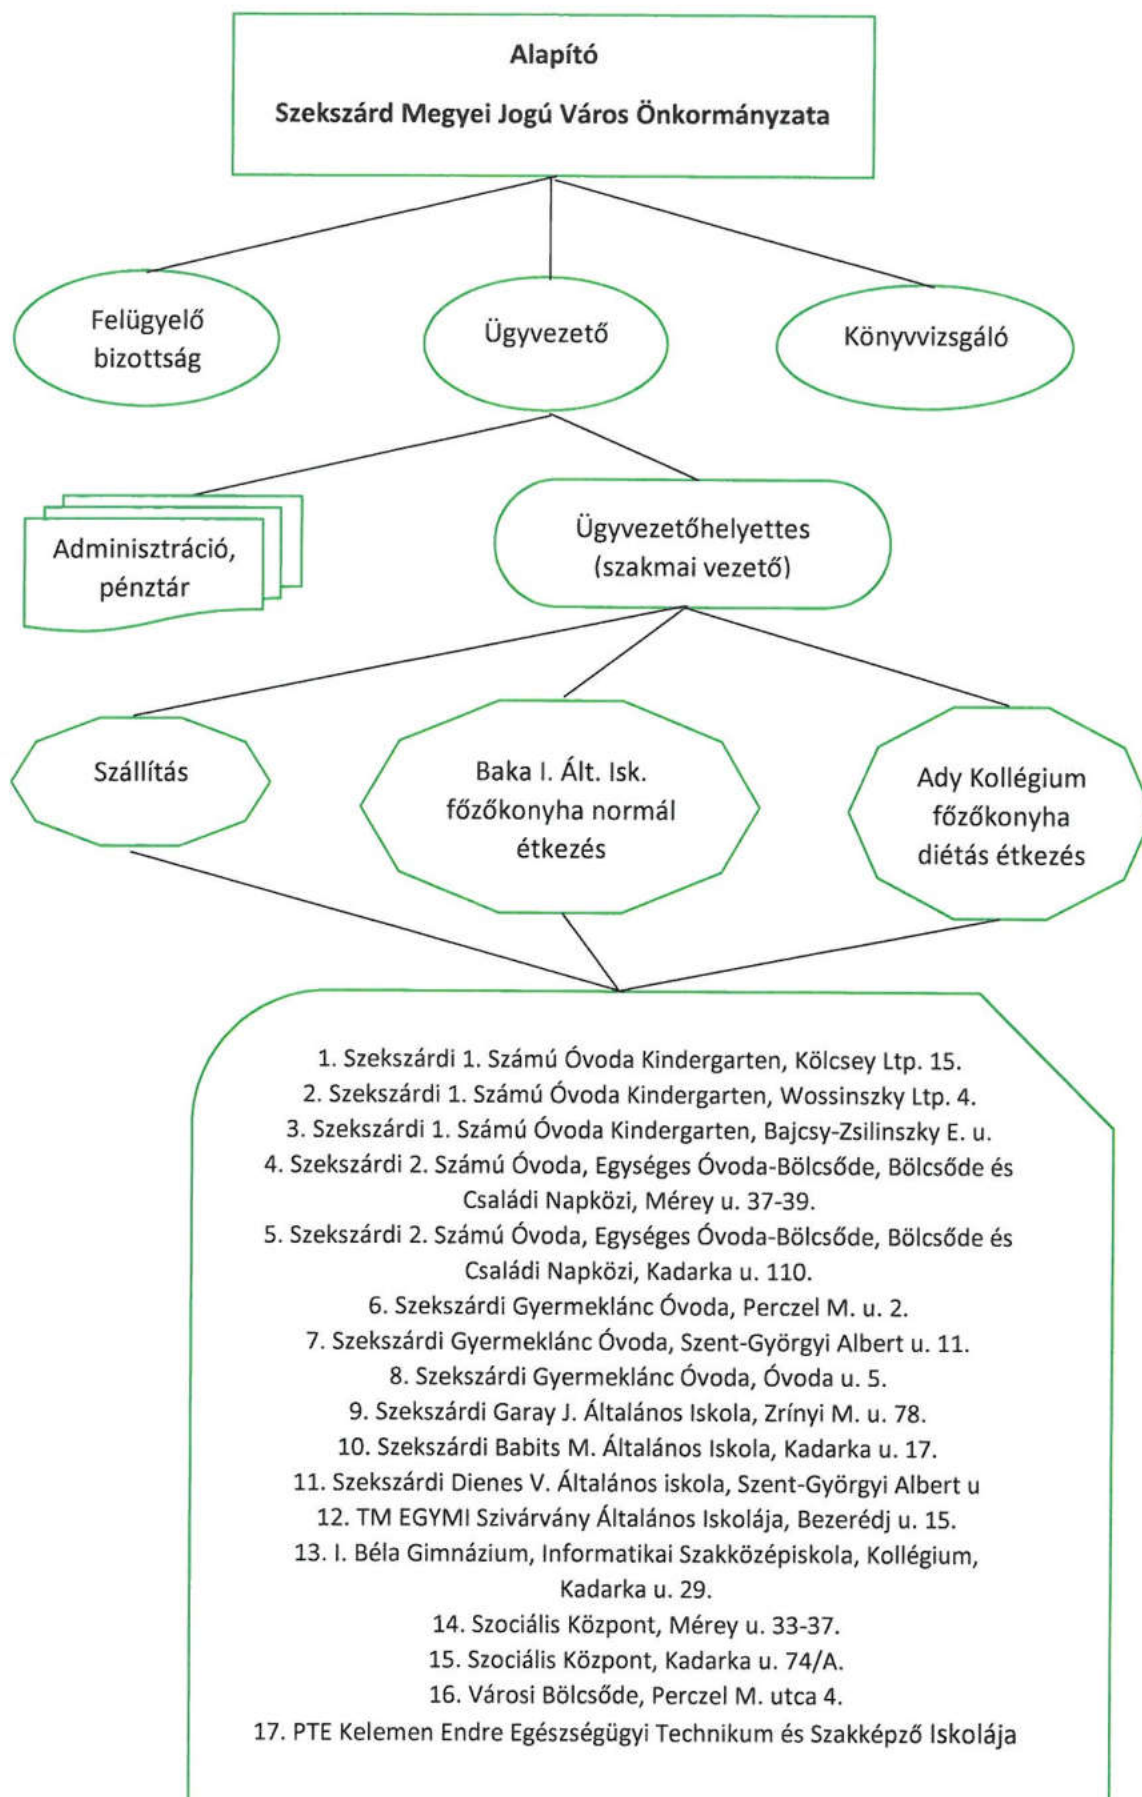 Alapító
Szekszárd Megyei Jogú Város Önkormányzata
Felügyelő
bizottság
Ügyvezető
Könyvvizsgáló
Adminisztráció,
pénztár
Ügyvezetőhelyettes
(szakmai vezető)
Szállítás
Baka I. Ált. Isk.
főzőkonyha normál
étkezés
Ady Kollégium
főzőkonyha
diétás étkezés
1. Szekszárdi 1. Számú Óvoda Kindergarten, Kölcsey Ltp. 15.
2. Szekszárdi 1. Számú Óvoda Kindergarten, Wossinszky Ltp. 4.
3. Szekszárdi 1. Számú Óvoda Kindergarten, Bajcsy-Zsilinszky E. u.
4. Szekszárdi 2. Számú Óvoda, Egységes Óvoda-Bölcsőde, Bölcsőde és
Családi Napközi, Mérey u. 37-39.
5. Szekszárdi 2. Számú Óvoda, Egységes Óvoda-Bölcsőde, Bölcsőde és
Családi Napközi, Kadarka u. 110.
6. Szekszárdi Gyermeklánc Óvoda, Perczel M. u. 2.
7. Szekszárdi Gyermeklánc Óvoda, Szent-Györgyi Albert u. 11.
8. Szekszárdi Gyermeklánc Óvoda, Óvoda u. 5.
9. Szekszárdi Garay J. Általános Iskola, Zrínyi M. u. 78.
10. Szekszárdi Babits M. Általános Iskola, Kadarka u. 17.
11. Szekszárdi Dienes V. Általános iskola, Szent-Györgyi Albert u
12. TM EGYMI Szivárvány Általános Iskolája, Bezerédj u. 15.
13. I. Béla Gimnázium, Informatikai Szakközépiskola, Kollégium,
Kadarka u. 29.
14. Szociális Központ, Mérey u. 33-37.
15. Szociális Központ, Kadarka u. 74/A.
16. Városi Bölcsőde, Perczel M. utca 4.
17. PTE Kelemen Endre Egészségügyi Technikum és Szakképző Iskolája